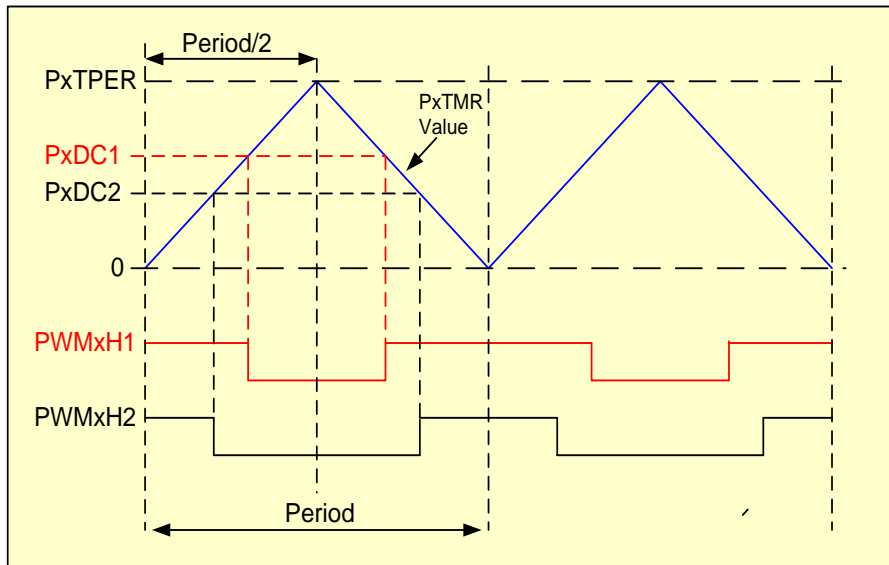 Period/2
PxTPER
PxTMR
Value
PxDC1
PxDC2
0
PWMxH1
PWMxH2
Period